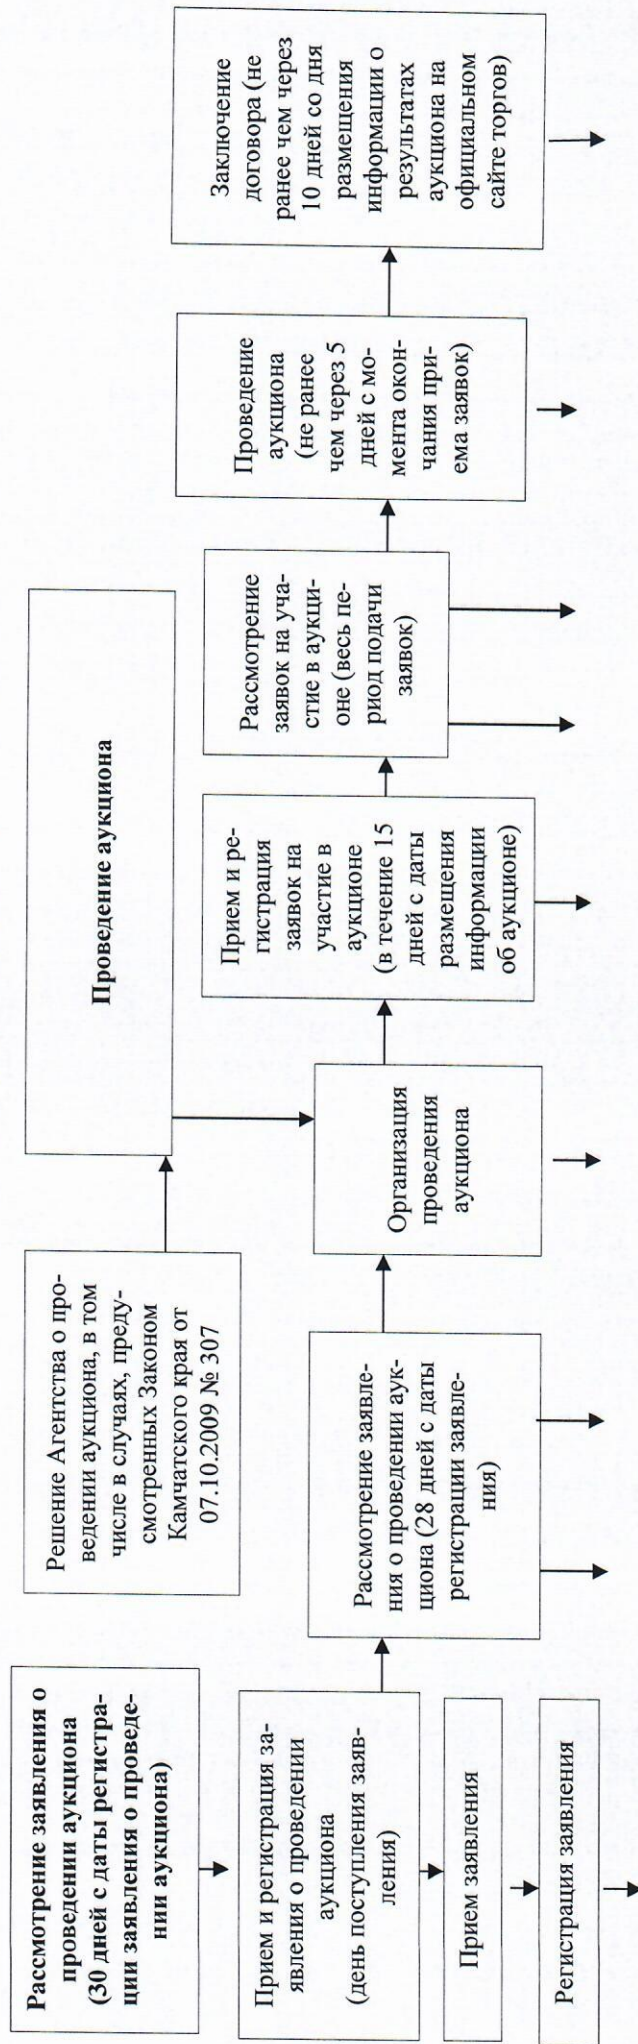 Рассмотрение заявления о
проведении аукциона
(30 дней с даты регистра-
ции заявления о проведе-
нии аукциона)
Решение Агентства о про-
ведении аукциона, в том
числе в случаях, преду-
смотренных Законом
Камчатского края от
07.10.2009 № 307
Проведение аукциона
Прием и регистрация за-
явления о проведении
аукциона
(день поступления заяв-
ления)
Рассмотрение заявле-
ния о проведении аук-
циона (28 дней с даты
регистрации заявле-
ния)
Организация
проведения
аукциона
Прием и ре-
гистрация
заявок на
участие в
аукционе
(в течение 15
дней с даты
размещения
информации
об аукционе)
Рассмотрение
заявок на уча-
стие в аукци-
оне (весь пе-
риод подачи
заявок)
Проведение
аукциона
(не ранее
чем через 5
дней с мо-
мента окон-
чания при-
ема заявок)
Заключение
договора (не
ранее чем через
10 дней со дня
размещения
информации о
результатах
аукциона на
официальном
сайте торгов)
Прием заявления
Регистрация заявления